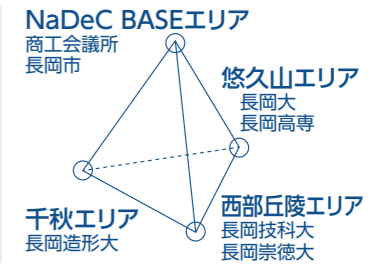 NaDeC BASEエリア
商工会議所
長岡市
悠久山エリア
長岡大
長岡高専
千秋エリア
長岡造形大
西部丘陵エリア
長岡技科大
長岡崇徳大